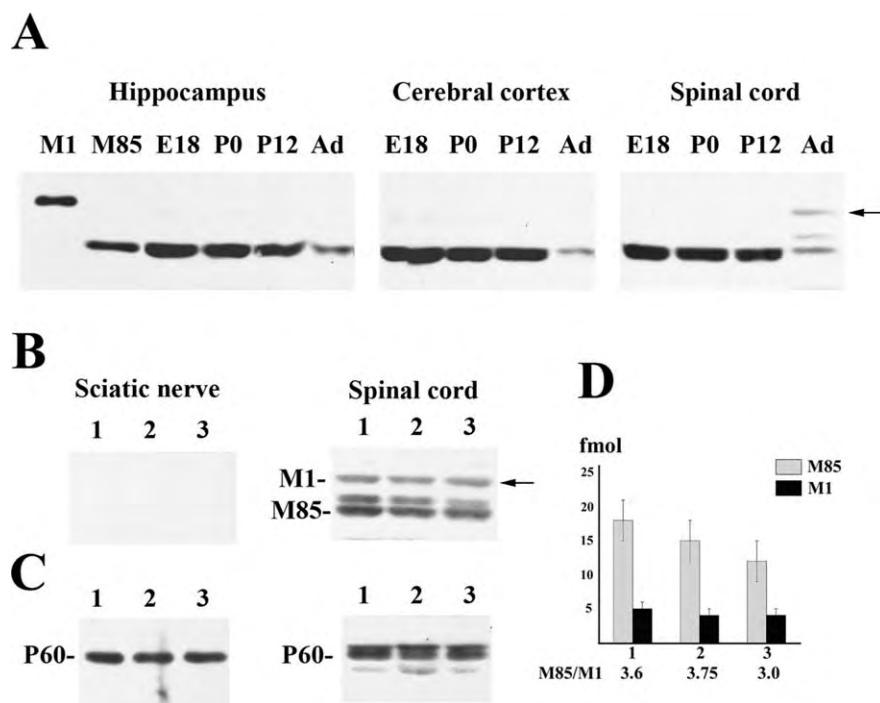 A
Hippocampus Cerebral cortex Spinal cord
M1 M85 E18 P0 P12 Ad E18 P0 P12 Ad E18 P0 P12 Ad
B
Sciatic nerve
1 2 3
Spinal cord
1 2 3
M1-
M85-
C
1 2 3
P60-
1 2 3
P60-
D
fmol
25
20
15
10
5
M85
M1
1 2 3
M85/M1 3.6 3.75 3.0